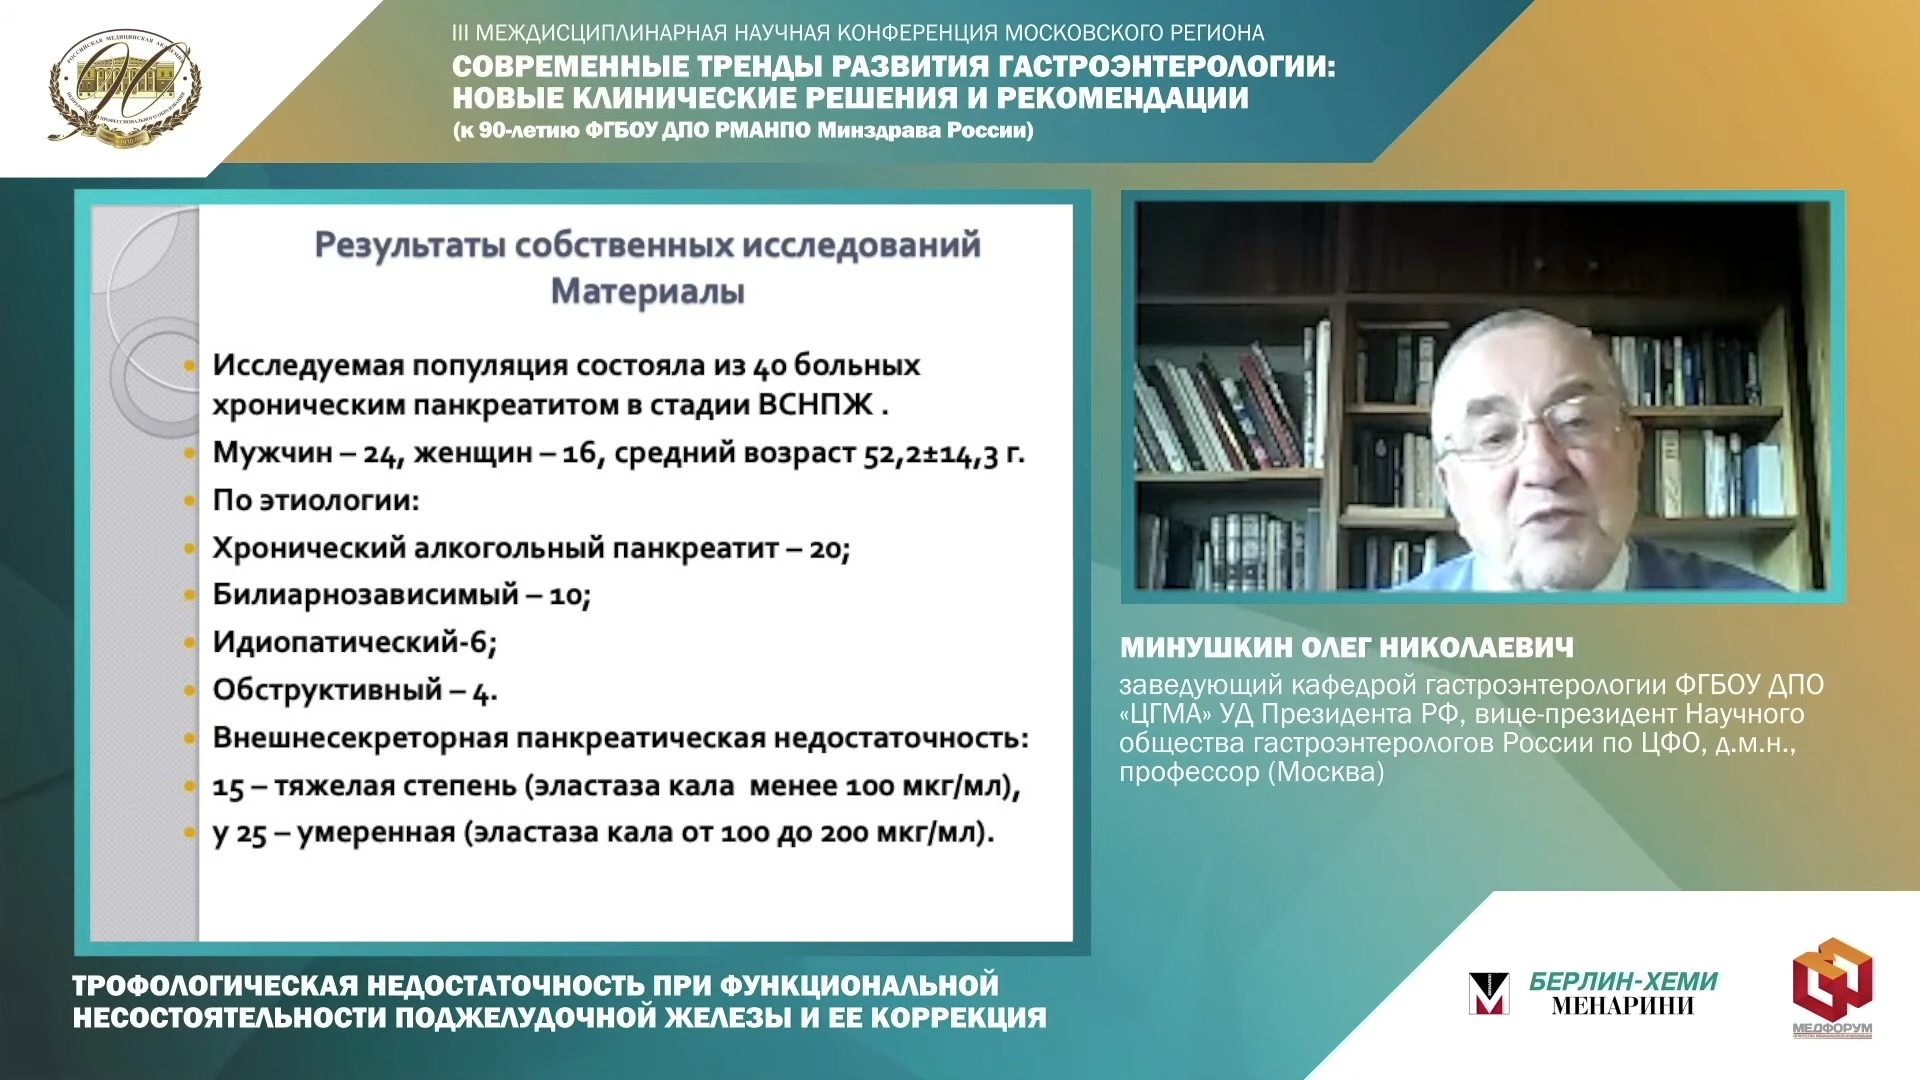 III МЕЖДИСЦИПЛИНАРНАЯ НАУЧНАЯ КОНФЕРЕНЦИЯ МОСКОВСКОГО РЕГИОНА
СОВРЕМЕННЫЕ ТРЕНДЫ РАЗВИТИЯ ГАСТРОЭНТЕРОЛОГИИ:
НОВЫЕ КЛИНИЧЕСКИЕ РЕШЕНИЯ И РЕКОМЕНДАЦИИ
(к 90-летию ФГБОУ ДПО РМАНПО Минздрава России)
Результаты собственных исследований
Материалы
Исследуемая популяция состояла из 40 больных
хроническим панкреатитом в стадии ВСНПЖ .
Мужчин – 24, женщин – 16, средний возраст 52,2±14,3 г.
По этиологии:
Хронический алкогольный панкреатит – 20;
Билиарнозависимый – 10;
Идиопатический-6;
Обструктивный – 4.
Внешнесекреторная панкреатическая недостаточность:
15 – тяжелая степень (эластаза кала менее 100 мкг/мл),
у 25 – умеренная (эластаза кала от 100 до 200 мкг/мл).
МИНУШКИН ОЛЕГ НИКОЛАЕВИЧ
заведующий кафедрой гастроэнтерологии ФГБОУ ДПО
«ЦГМА» УД Президента РФ, вице-президент Научного
общества гастроэнтерологов России по ЦФО, д.м.н.,
профессор (Москва)
ТРОФОЛОГИЧЕСКАЯ НЕДОСТАТОЧНОСТЬ ПРИ ФУНКЦИОНАЛЬНОЙ
НЕСОСТОЯТЕЛЬНОСТИ ПОДЖЕЛУДОЧНОЙ ЖЕЛЕЗЫ И ЕЕ КОРРЕКЦИЯ
БЕРЛИН-ХЕМИ
МЕНАРИНИ
МЕДФОРУМ